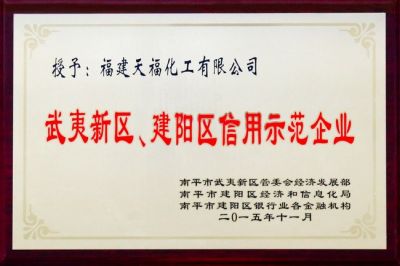 授予：福建天福化工有限公司
武夷新区、建阳区信用示范企业
南平市武夷新区管委会经济发展部
南平市建阳区经济和信息化局
南平市建阳区银行业各金融机构
二〇一五年十一月